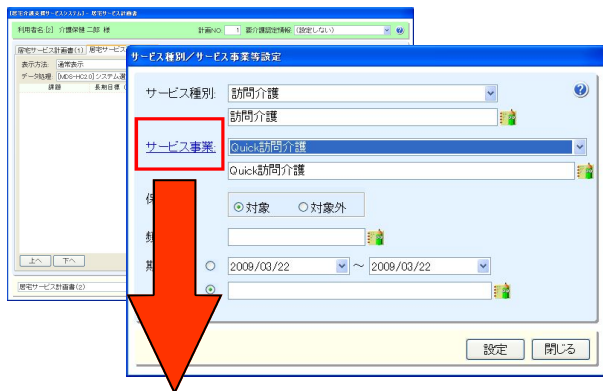 [居宅介護支援サービスシステム] - 居宅サービス計画書
利用者名 [2] 介護保健 二郎 様
計画NO 1 要介護認定情報 (設定しない)
居宅サービス計画書(1) 居宅サービス
表示方法 通常表示
データ処理 [MDS-HC2.0]システム選
課題 長期目標
上へ 下へ
居宅サービス計画書(2)
サービス種別/サービス事業等設定
サービス種別: 訪問介護
訪問介護
サービス事業: Quick訪問介護
Quick訪問介護
対象 対象外
2009/03/22 ～ 2009/03/22
設定 閉じる